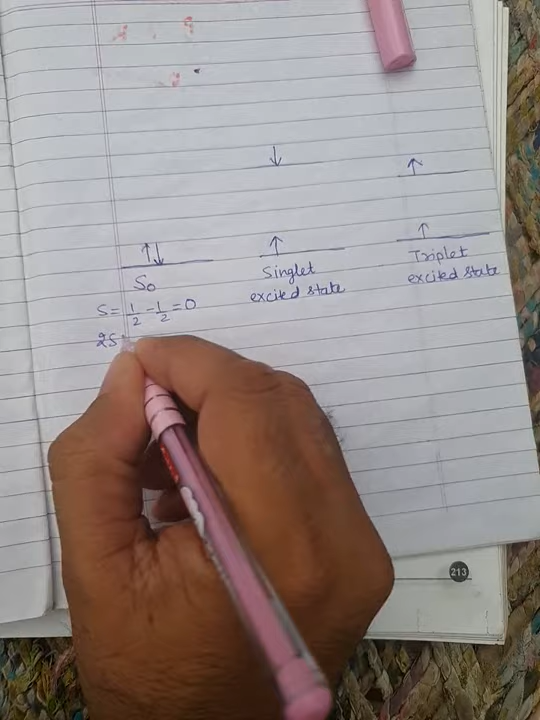 ↑↓
S₀
S = 1/2 - 1/2 = 0
2S
↓
↑
Singlet
excited state
↑
↑
Triplet
excited state
213